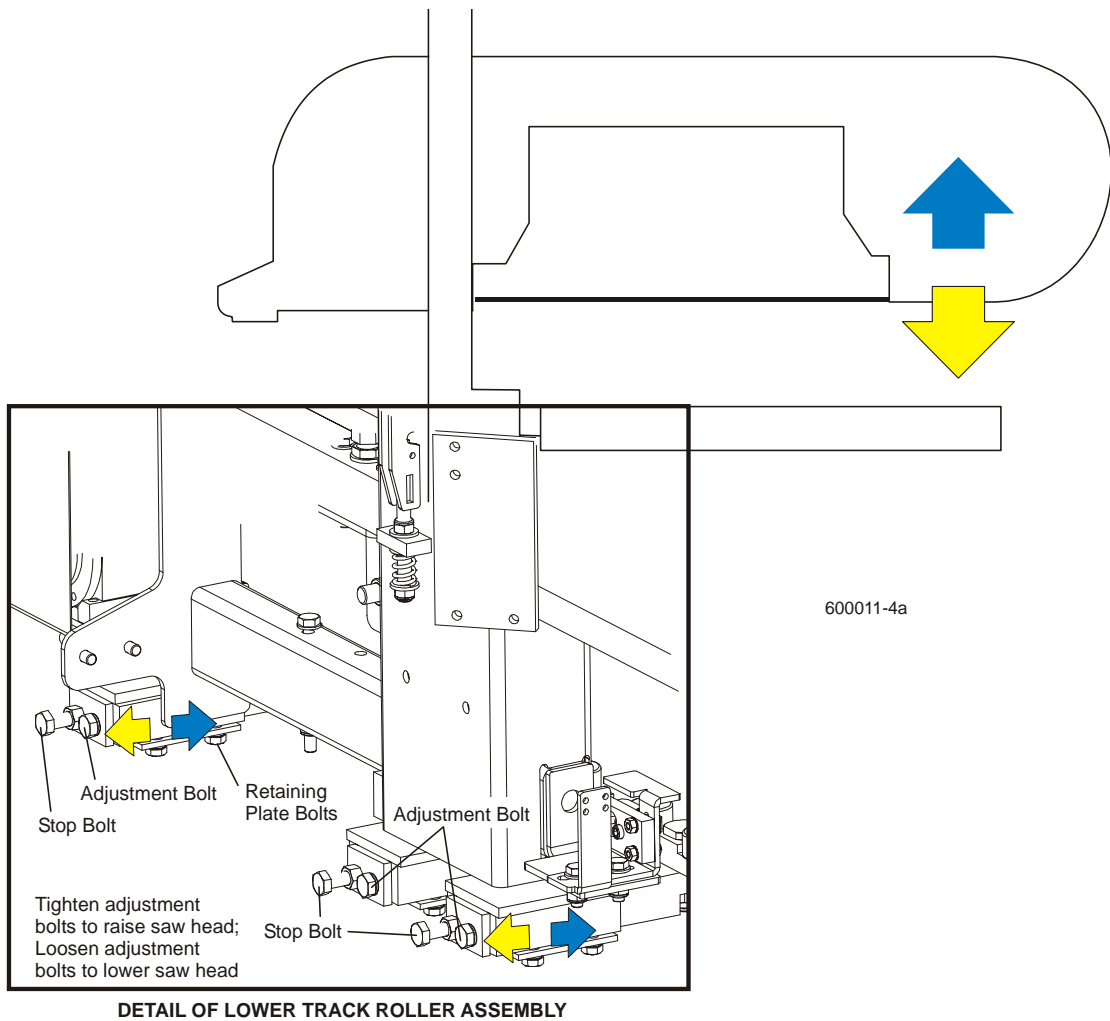 600011-4a
Adjustment Bolt
Stop Bolt
Retaining
Plate Bolts
Adjustment Bolt
Stop Bolt
Tighten adjustment
bolts to raise saw head;
Loosen adjustment
bolts to lower saw head
DETAIL OF LOWER TRACK ROLLER ASSEMBLY